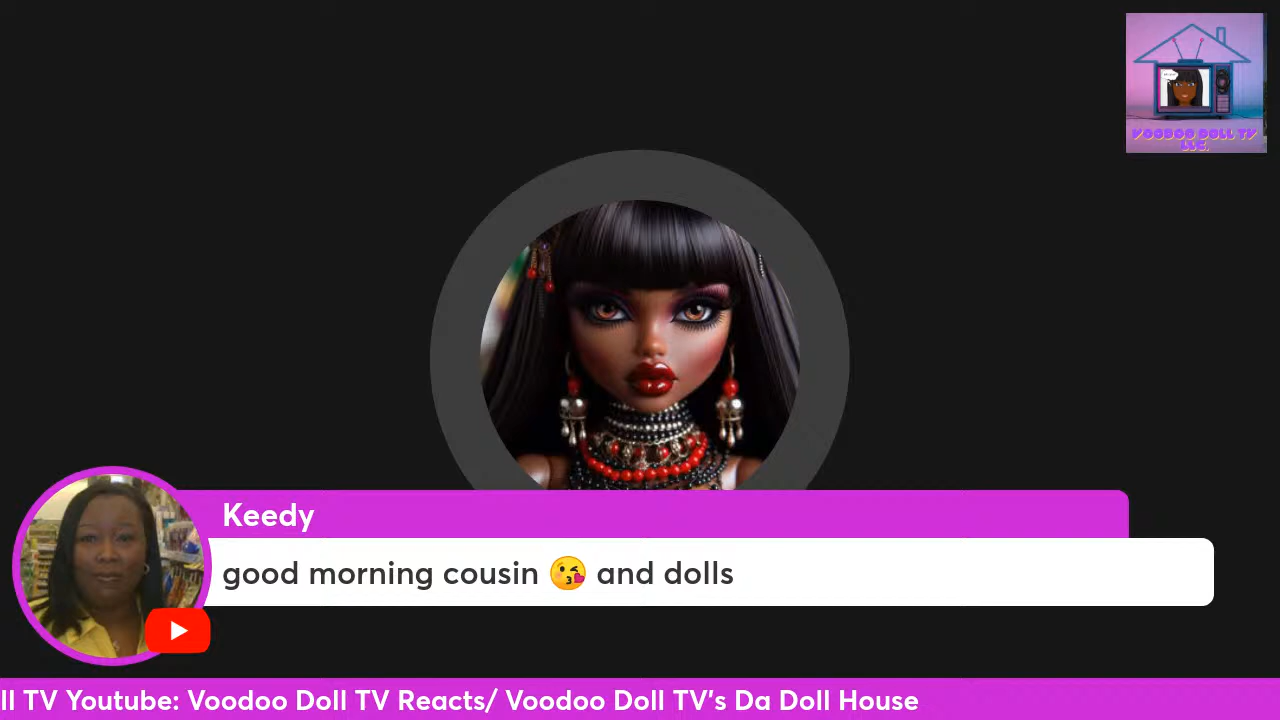 VOODOO DOLL TV
LLC.
Keedy
good morning cousin 😘 and dolls
ll TV Youtube: Voodoo Doll TV Reacts/ Voodoo Doll TV's Da Doll House